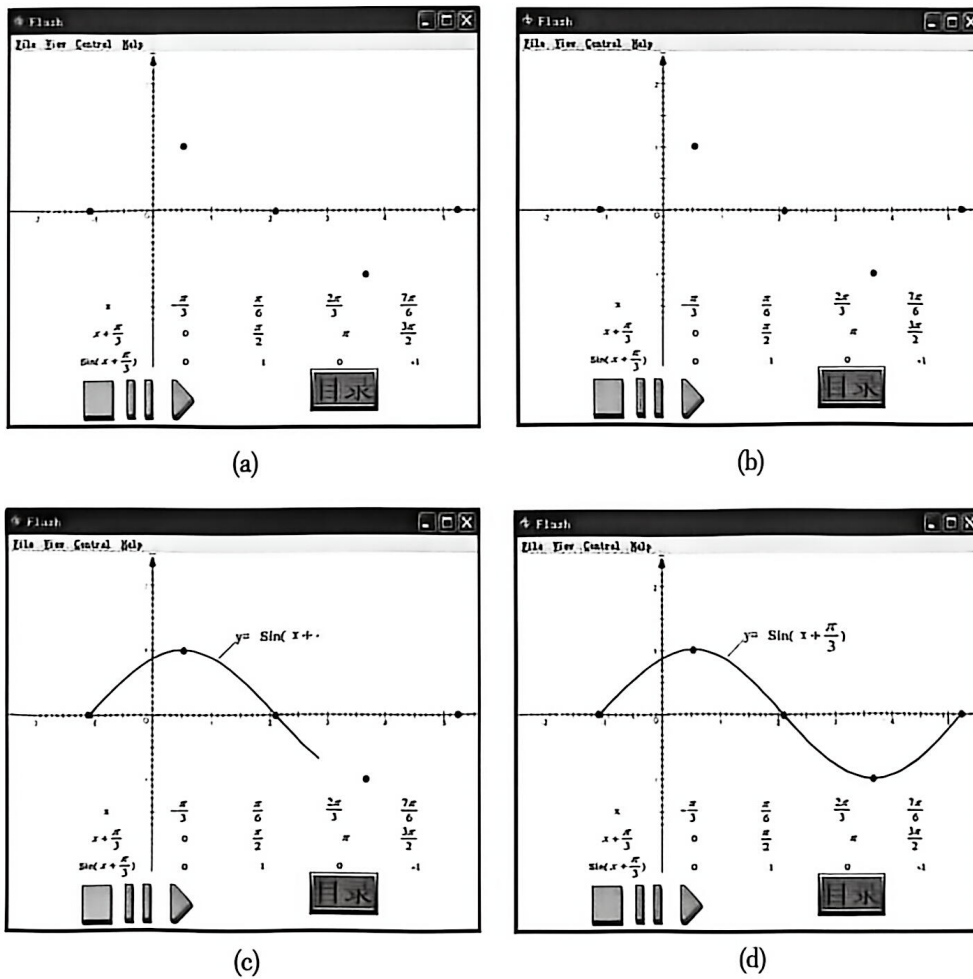 Flash
File View Control Help
x -π/3 π/6 2π/3 7π/6
x+π/3 0 π/2 π 3π/2
Sin(x+π/3) 0 1 0 -1
目录
(a)
Flash
File View Control Help
x -π/3 π/6 2π/3 7π/6
x+π/3 0 π/2 π 3π/2
Sin(x+π/3) 0 1 0 -1
目录
(b)
Flash
File View Control Help
y= Sin( x+
x -π/3 π/6 2π/3 7π/6
x+π/3 0 π/2 π 3π/2
Sin(x+π/3) 0 1 0 -1
目录
(c)
Flash
File View Control Help
y= Sin( x+π/3)
x -π/3 π/6 2π/3 7π/6
x+π/3 0 π/2 π 3π/2
Sin(x+π/3) 0 1 0 -1
目录
(d)